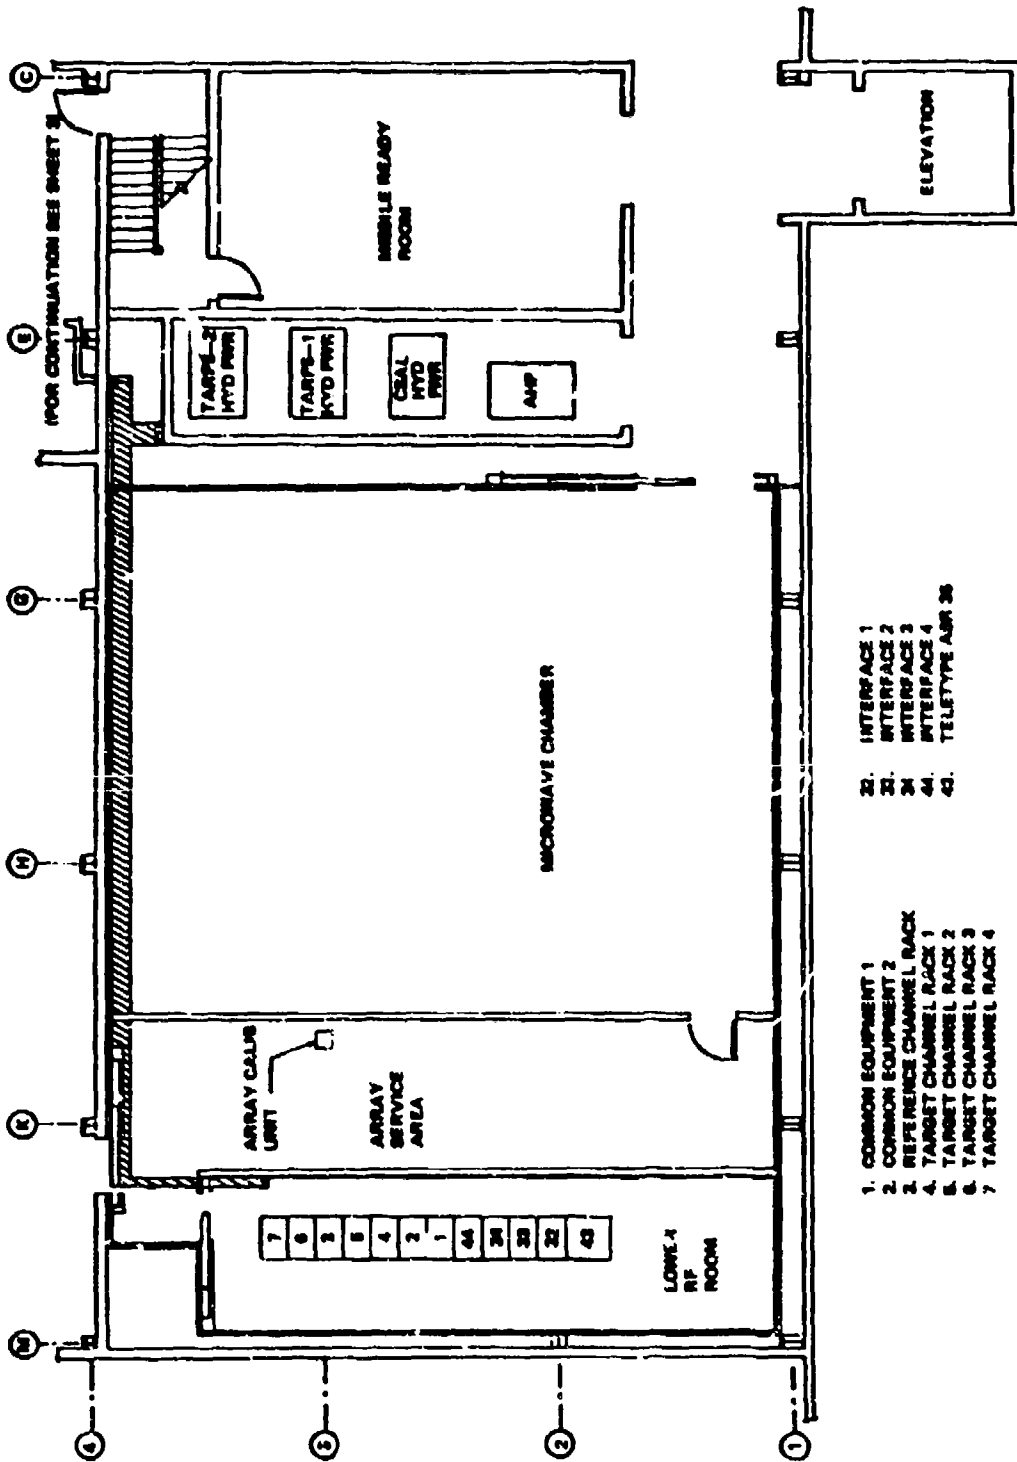 (FOR CONTINUATION SEE SHEET 3)
C
E
G
H
K
M
4
3
2
1
MISSILE READY
ROOM
ELEVATION
TARPS-2
HYD PWR
TARPS-1
HYD PWR
CSAL
HYD
PWR
AHP
MICROWAVE CHAMBER
ARRAY CALIB
UNIT
ARRAY
SERVICE
AREA
7
6
3
5
4
2
1
44
34
33
32
43
LOWER
RF
ROOM
1. COMMON EQUIPMENT 1
2. COMMON EQUIPMENT 2
3. REFERENCE CHANNEL RACK
4. TARGET CHANNEL RACK 1
5. TARGET CHANNEL RACK 2
6. TARGET CHANNEL RACK 3
7 TARGET CHANNEL RACK 4
32. INTERFACE 1
33. INTERFACE 2
34 INTERFACE 3
44. INTERFACE 4
43. TELETYPE ASR 35